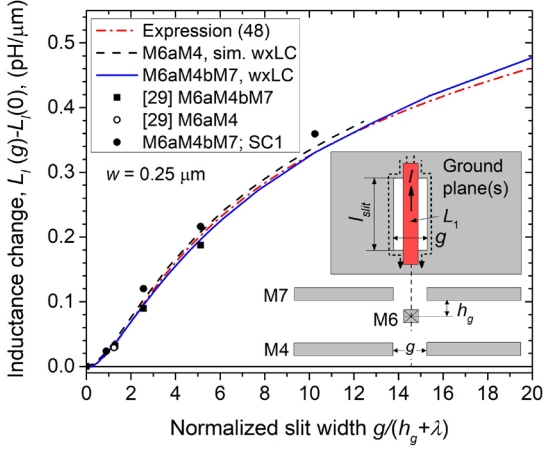 Inductance change, L_l (g)-L_l(0), (pH/μm)
0.5
0.4
0.3
0.2
0.1
0.0
Expression (48)
M6aM4, sim. wxLC
M6aM4bM7, wxLC
[29] M6aM4bM7
[29] M6aM4
M6aM4bM7; SC1
w = 0.25 μm
Ground
plane(s)
I
l_slit
L_1
g
M7
M6
h_g
M4
g
0 2 4 6 8 10 12 14 16 18 20
Normalized slit width g/(h_g+λ)